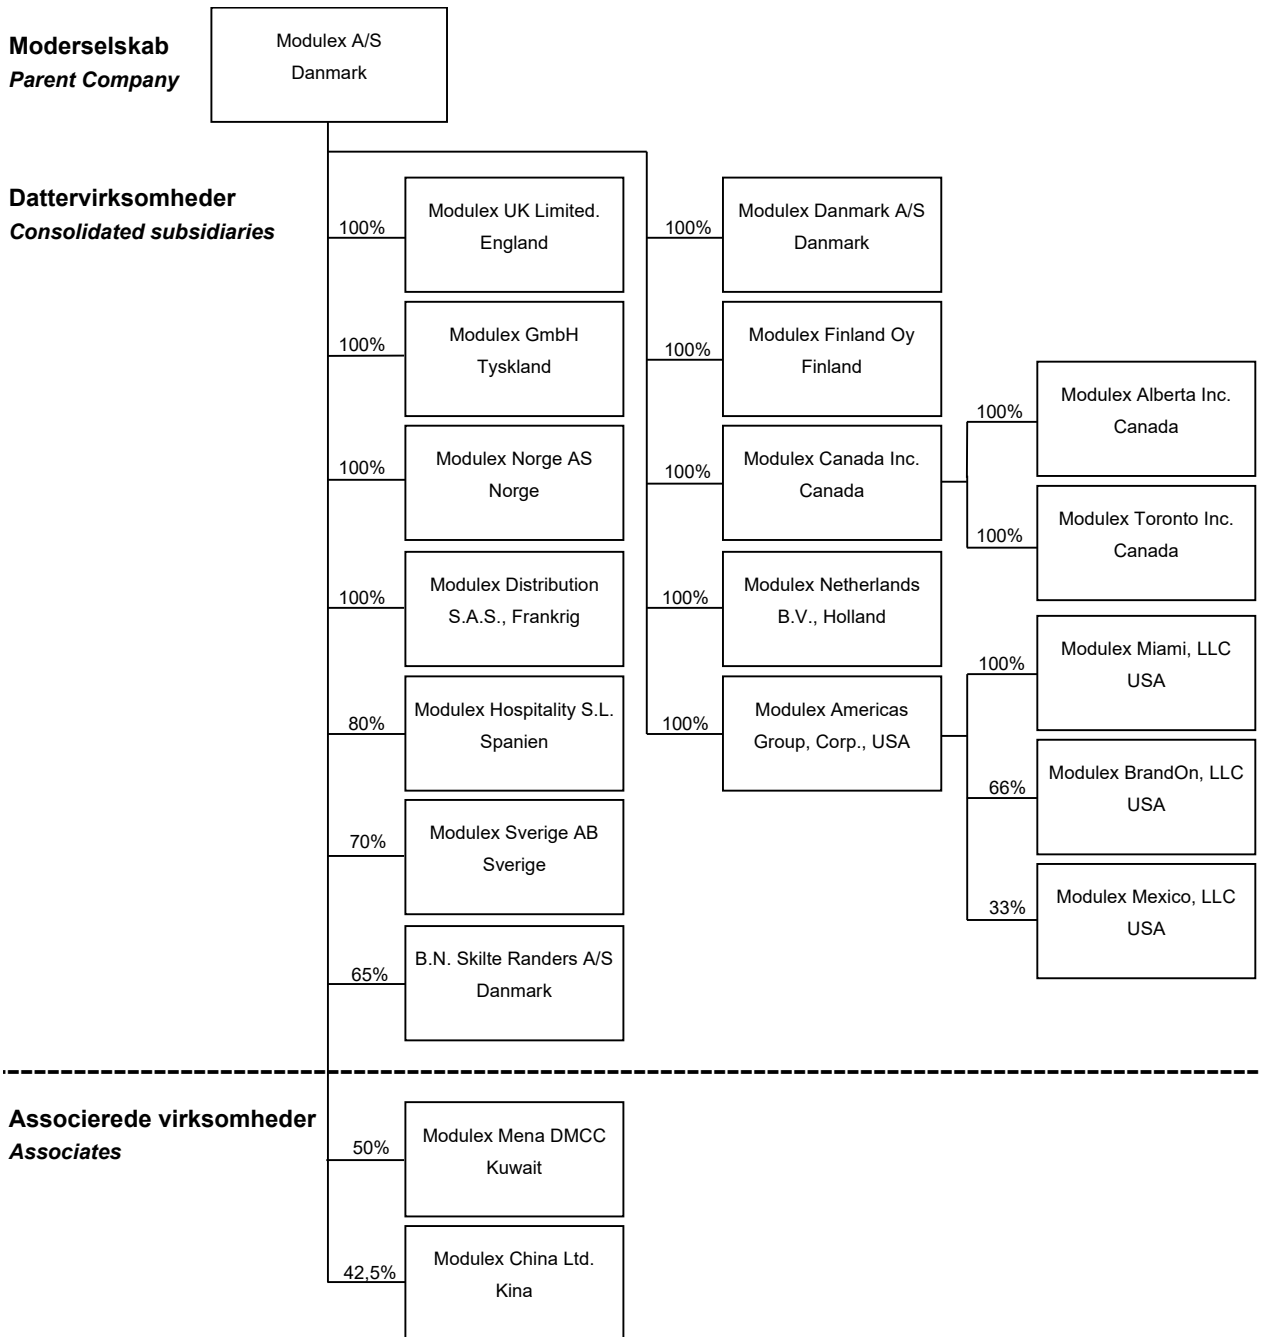 Moderselskab
Parent Company
Modulex A/S
Danmark
Dattervirksomheder
Consolidated subsidiaries
100%
Modulex UK Limited.
England
100%
Modulex GmbH
Tyskland
100%
Modulex Norge AS
Norge
100%
Modulex Distribution
S.A.S., Frankrig
80%
Modulex Hospitality S.L.
Spanien
70%
Modulex Sverige AB
Sverige
65%
B.N. Skilte Randers A/S
Danmark
100%
Modulex Danmark A/S
Danmark
100%
Modulex Finland Oy
Finland
100%
Modulex Canada Inc.
Canada
100%
Modulex Netherlands
B.V., Holland
100%
Modulex Americas
Group, Corp., USA
100%
Modulex Alberta Inc.
Canada
100%
Modulex Toronto Inc.
Canada
100%
Modulex Miami, LLC
USA
66%
Modulex BrandOn, LLC
USA
33%
Modulex Mexico, LLC
USA
Associerede virksomheder
Associates
50%
Modulex Mena DMCC
Kuwait
42,5%
Modulex China Ltd.
Kina